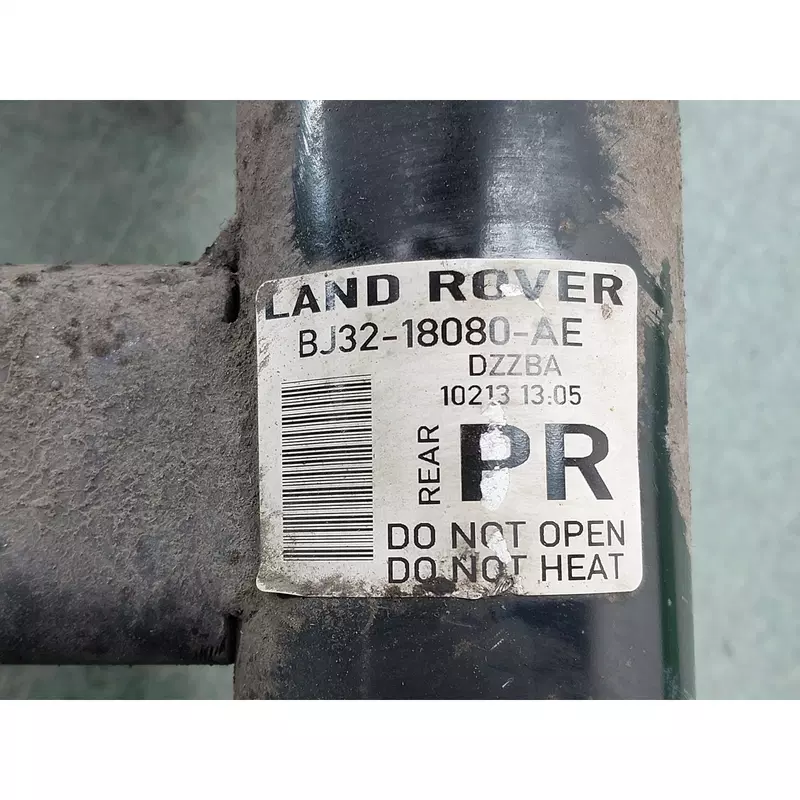 LAND ROVER
BJ32-18080-AE
DZZBA
10213 13:05
REAR
PR
DO NOT OPEN
DO NOT HEAT